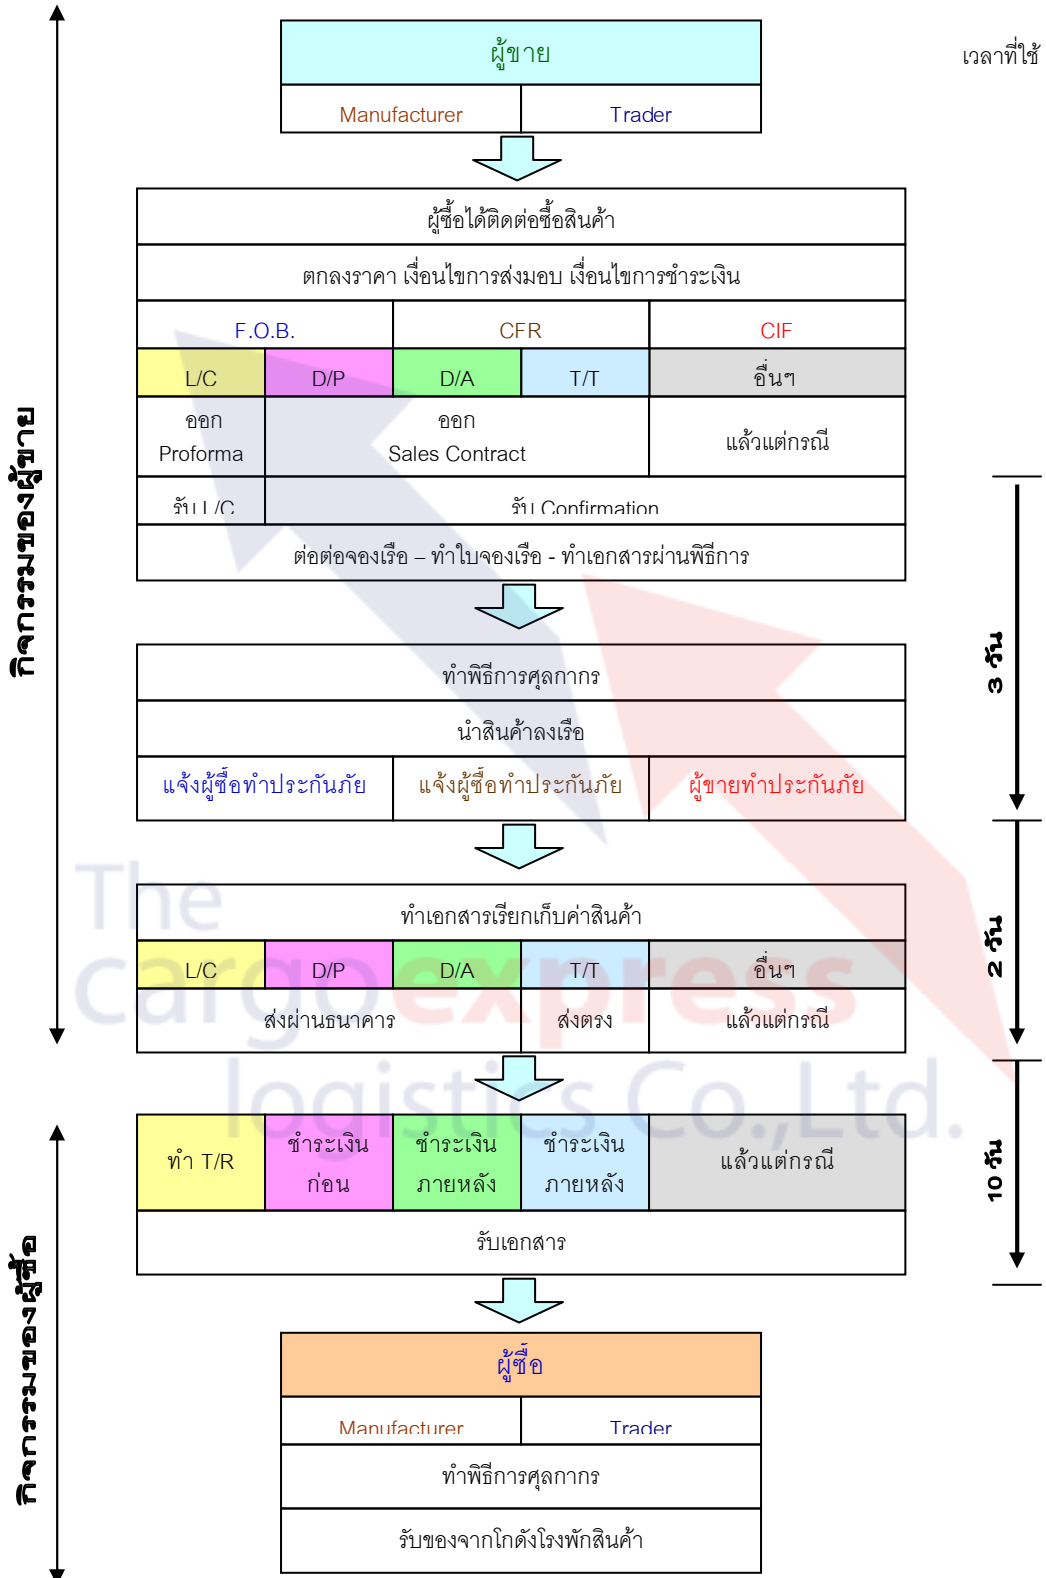 ผู้ขาย
เวลาที่ใช้
Manufacturer Trader
ผู้ซื้อได้ติดต่อซื้อสินค้า
ตกลงราคา เงื่อนไขการส่งมอบ เงื่อนไขการชำระเงิน
F.O.B. CFR CIF
L/C D/P D/A T/T อื่นๆ
ออก
Proforma
ออก
Sales Contract
แล้วแต่กรณี
รับ L/C รับ Confirmation
ต่อต่อจองเรือ – ทำใบจองเรือ - ทำเอกสารผ่านพิธีการ
กิจกรรมของผู้ขาย
ทำพิธีการศุลกากร
นำสินค้าลงเรือ
แจ้งผู้ซื้อทำประกันภัย แจ้งผู้ซื้อทำประกันภัย ผู้ขายทำประกันภัย
3 วัน
ทำเอกสารเรียกเก็บค่าสินค้า
L/C D/P D/A T/T อื่นๆ
ส่งผ่านธนาคาร ส่งตรง แล้วแต่กรณี
2 วัน
The
cargoexpress
logistics Co.,Ltd.
ทำ T/R
ชำระเงิน
ก่อน
ชำระเงิน
ภายหลัง
ชำระเงิน
ภายหลัง
แล้วแต่กรณี
รับเอกสาร
10 วัน
กิจกรรมของผู้ซื้อ
ผู้ซื้อ
Manufacturer Trader
ทำพิธีการศุลกากร
รับของจากโกดังโรงพักสินค้า